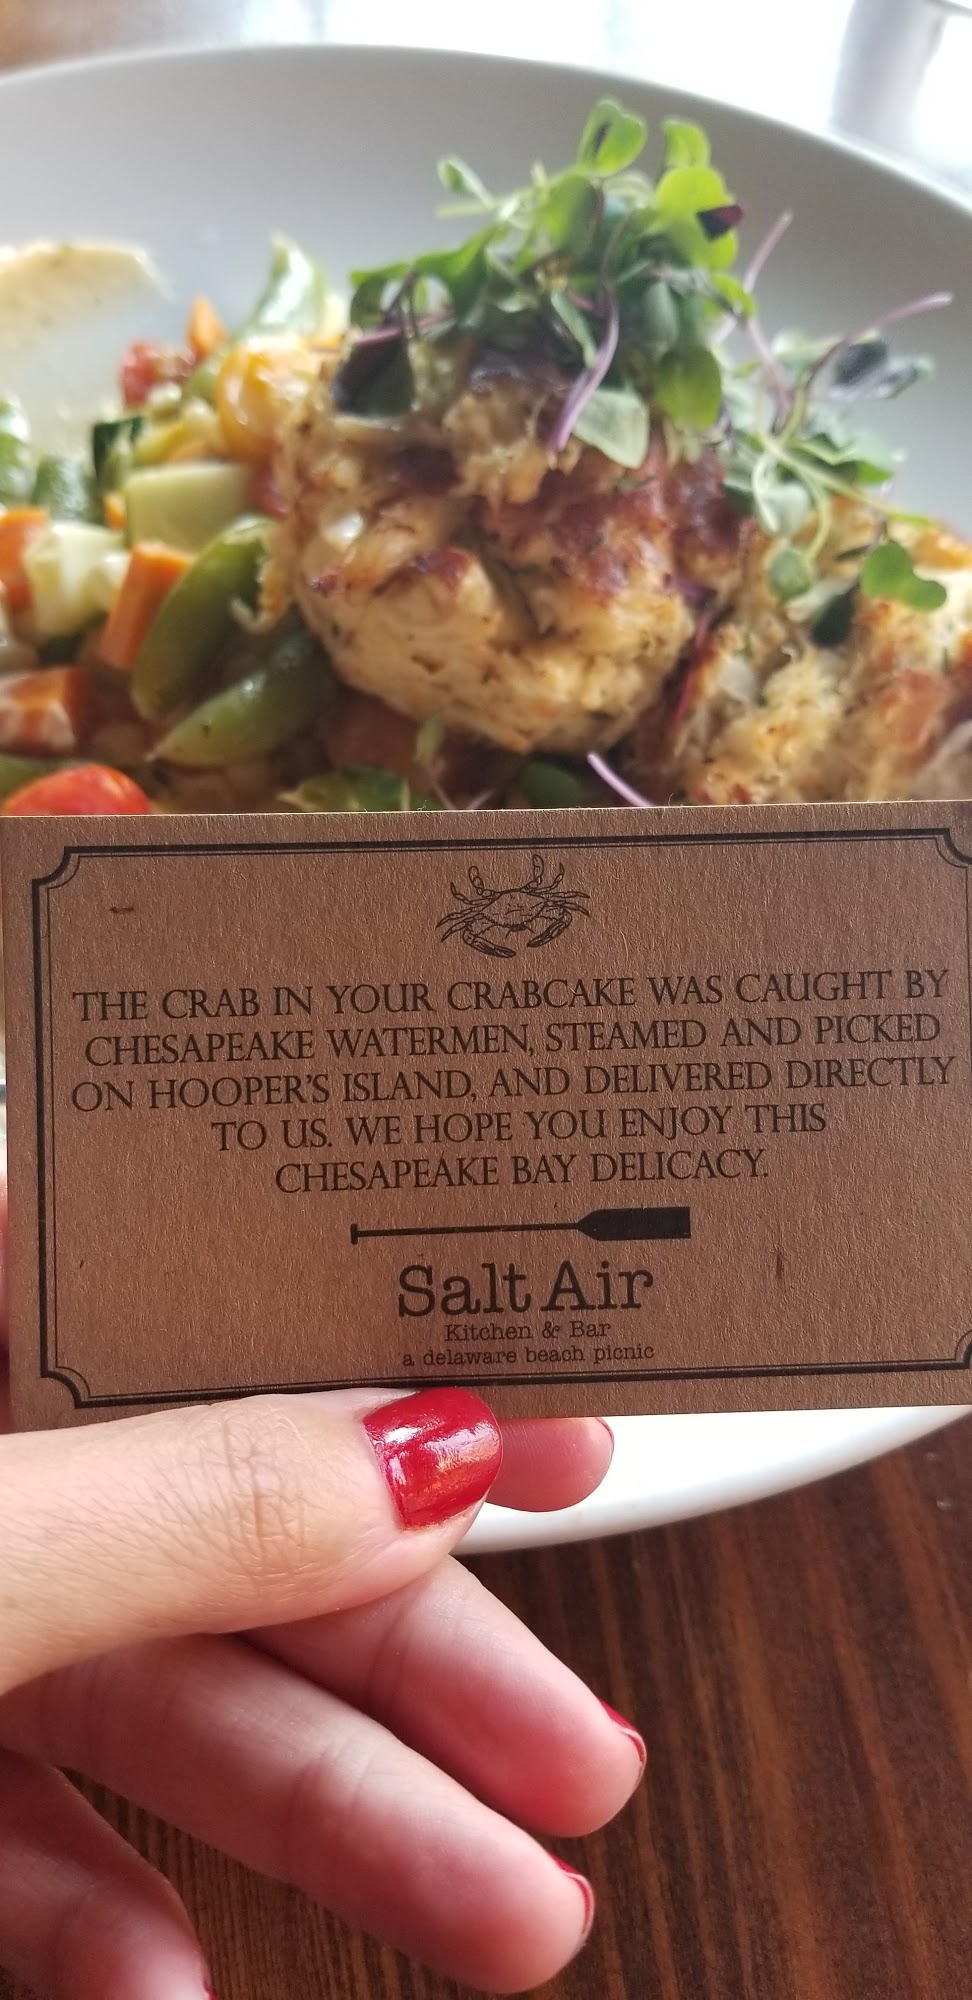 THE CRAB IN YOUR CRABCAKE WAS CAUGHT BY
CHESAPEAKE WATERMEN, STEAMED AND PICKED
ON HOOPER'S ISLAND, AND DELIVERED DIRECTLY
TO US. WE HOPE YOU ENJOY THIS
CHESAPEAKE BAY DELICACY.
Salt Air
Kitchen & Bar
a delaware beach picnic